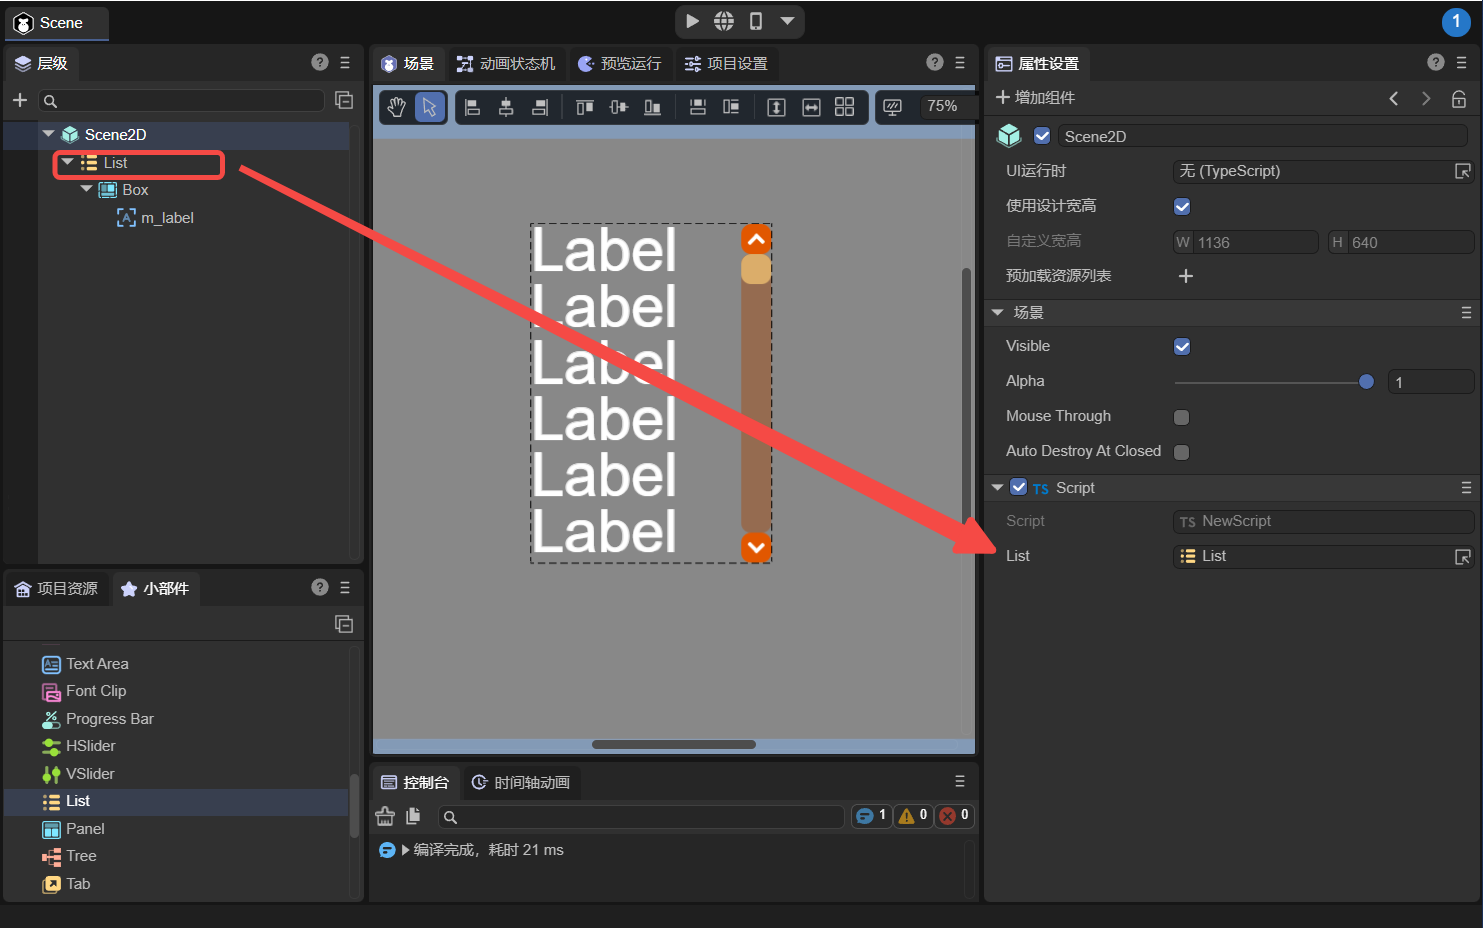 Scene
1
层级
Scene2D
List
Box
m_label
项目资源
小部件
Text Area
Font Clip
Progress Bar
HSlider
VSlider
List
Panel
Tree
Tab
场景
动画状态机
预览运行
项目设置
75%
Label
Label
Label
Label
Label
Label
控制台
时间轴动画
1
0
0
编译完成，耗时 21 ms
属性设置
增加组件
Scene2D
UI运行时
无 (TypeScript)
使用设计宽高
自定义宽高
W 1136
H 640
预加载资源列表
场景
Visible
Alpha
1
Mouse Through
Auto Destroy At Closed
TS Script
Script
TS NewScript
List
List